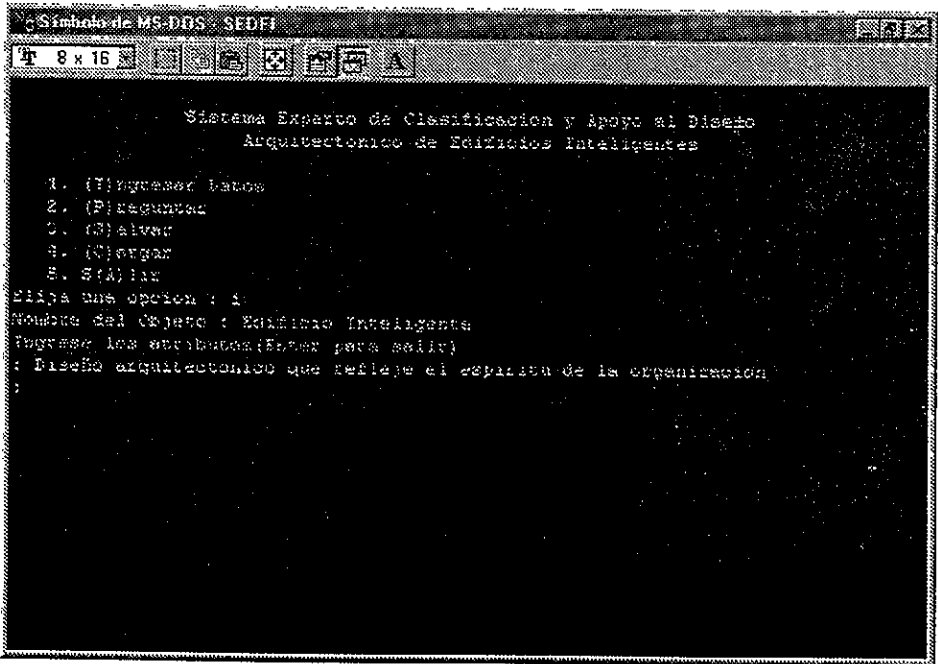 Símbolo de MS-DOS - SEDEI
8 x 16 A
Sistema Experto de Clasificacion y Apoyo al Diseño
Arquitectonico de Edificios Inteligentes
1. (I)ngresar Datos
2. (P)reguntar
3. (S)alvar
4. (C)argar
5. S(A)lir
Elija una opcion : i
Nombre del Objeto : Edificio Inteligente
Ingrese los atributos(Enter para salir)
: Diseño arquitectonico que refleje el espiritu de la organizacion
: